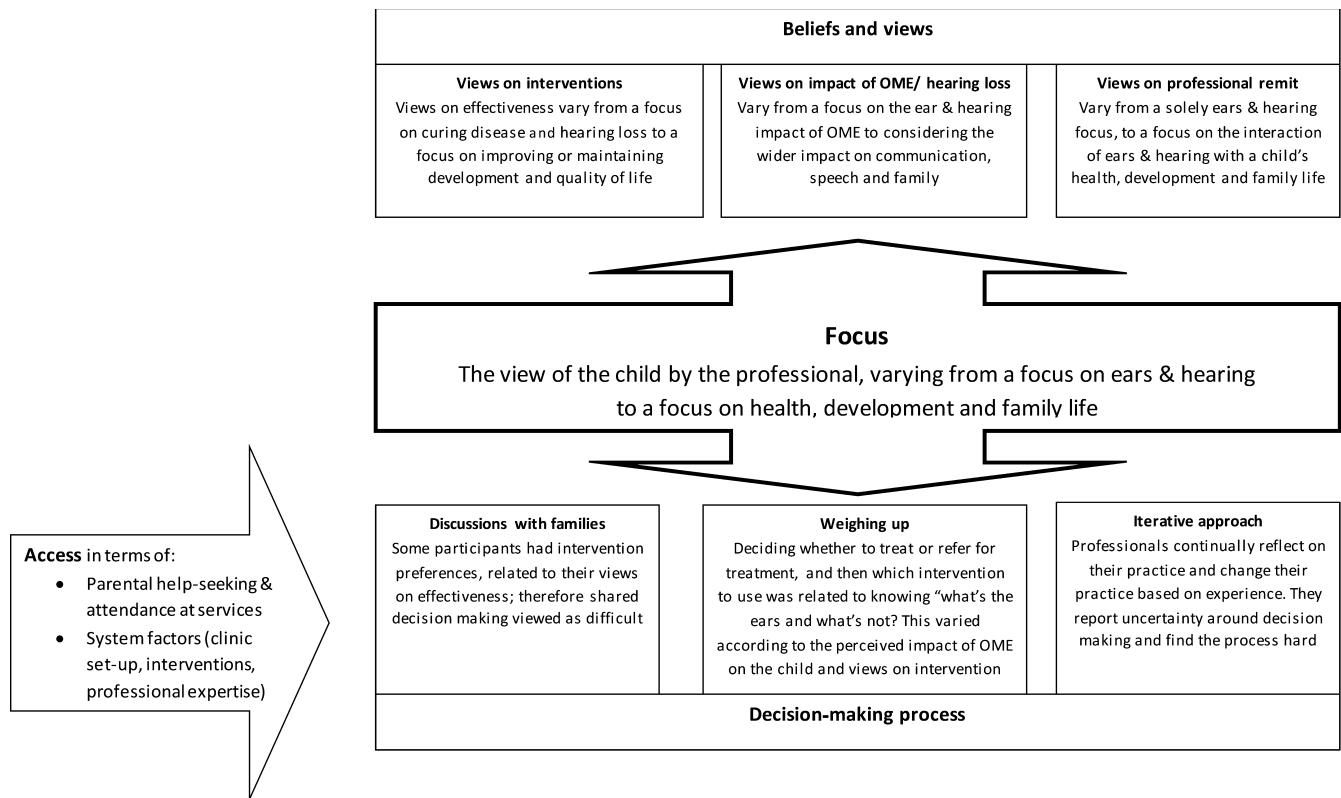 Beliefs and views
Views on interventions
Views on effectiveness vary from a focus
on curing disease and hearing loss to a
focus on improving or maintaining
development and quality of life
Views on impact of OME/ hearing loss
Vary from a focus on the ear & hearing
impact of OME to considering the
wider impact on communication,
speech and family
Views on professional remit
Vary from a solely ears & hearing
focus, to a focus on the interaction
of ears & hearing with a child's
health, development and family life
Focus
The view of the child by the professional, varying from a focus on ears & hearing
to a focus on health, development and family life
Access in terms of:
• Parental help-seeking &
attendance at services
• System factors (clinic
set-up, interventions,
professional expertise)
Discussions with families
Some participants had intervention
preferences, related to their views
on effectiveness; therefore shared
decision making viewed as difficult
Weighing up
Deciding whether to treat or refer for
treatment, and then which intervention
to use was related to knowing “what's the
ears and what's not? This varied
according to the perceived impact of OME
on the child and views on intervention
Iterative approach
Professionals continually reflect on
their practice and change their
practice based on experience. They
report uncertainty around decision
making and find the process hard
Decision-making process